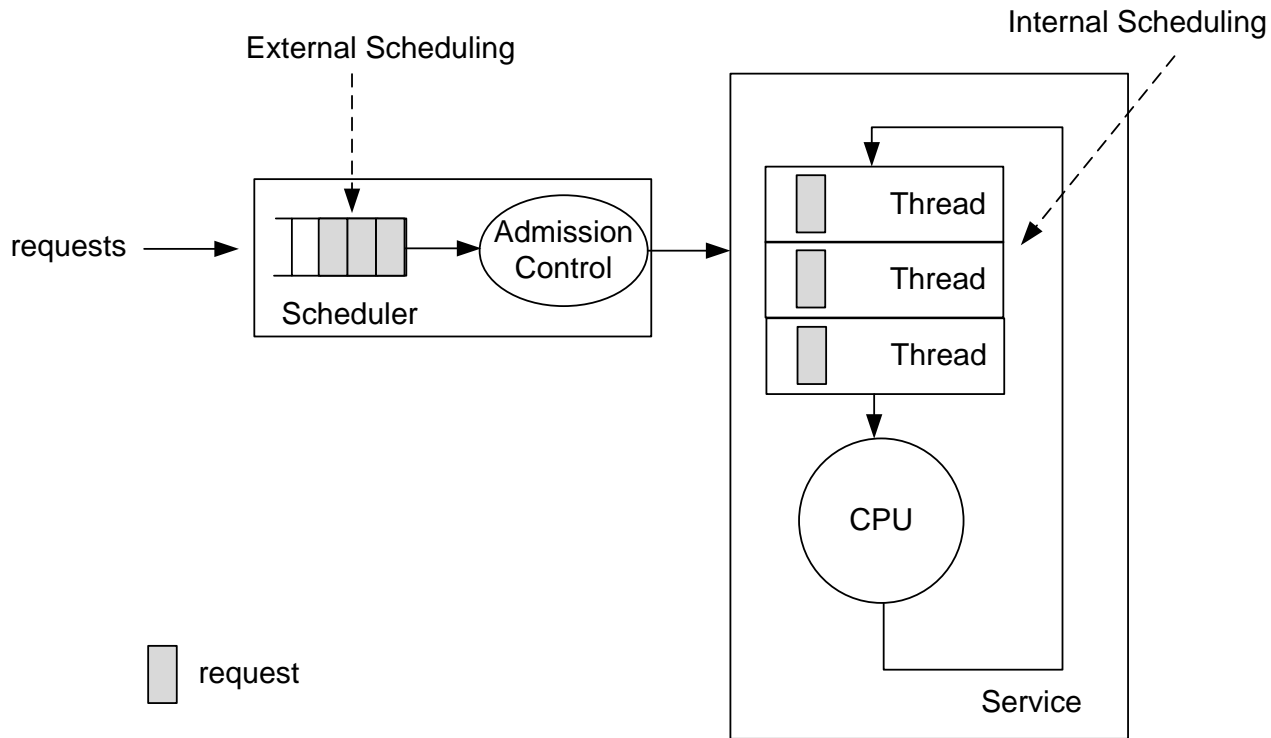 Internal Scheduling
External Scheduling
requests
Admission
Control
Scheduler
Thread
Thread
Thread
CPU
request
Service